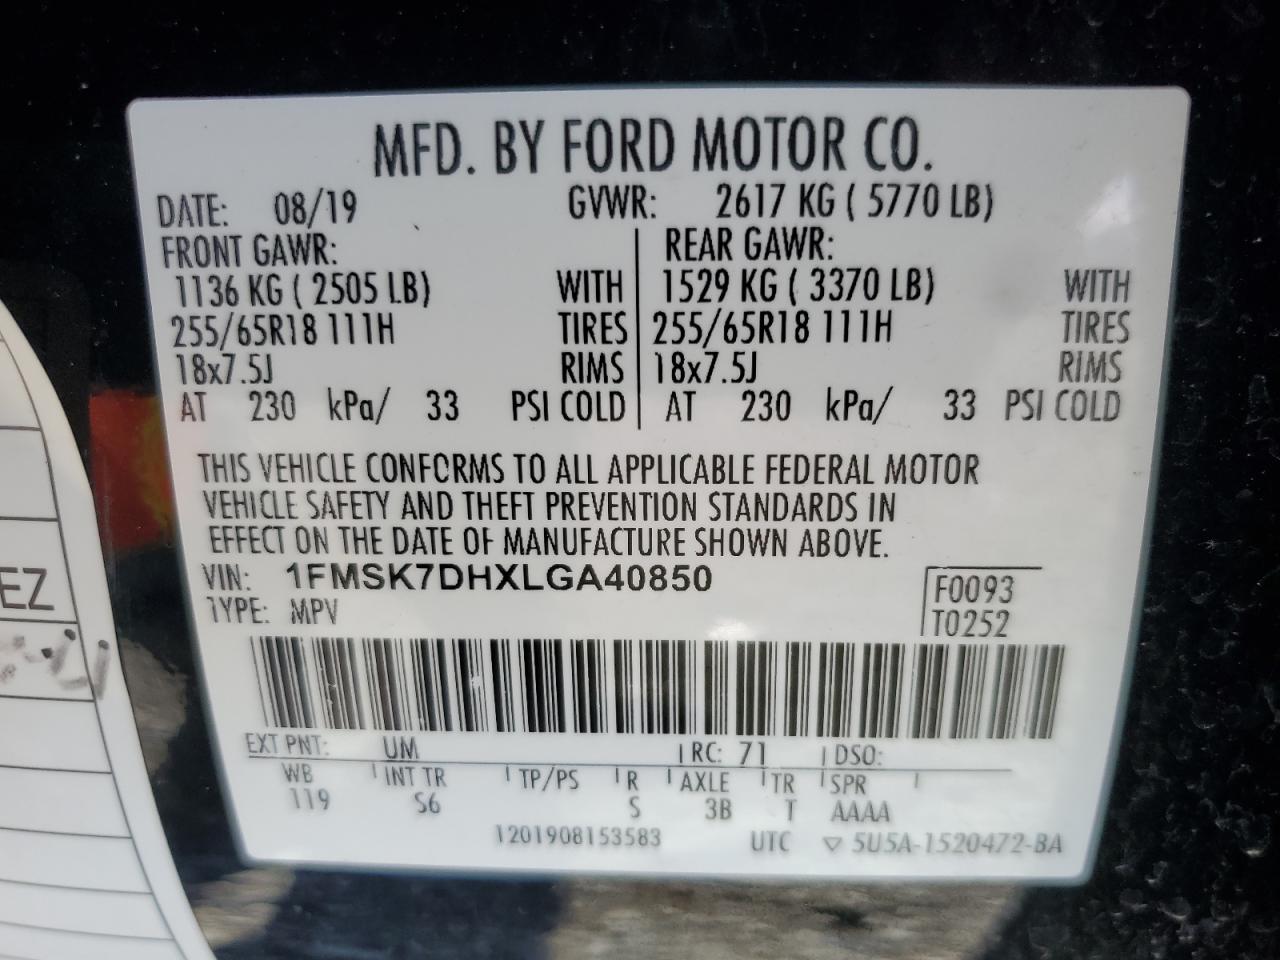 MFD. BY FORD MOTOR CO.
DATE: 08/19 GVWR: 2617 KG ( 5770 LB)
FRONT GAWR: REAR GAWR:
1136 KG ( 2505 LB) WITH 1529 KG ( 3370 LB) WITH
255/65R18 111H TIRES 255/65R18 111H TIRES
18x7.5J RIMS 18x7.5J RIMS
AT 230 kPa/ 33 PSI COLD AT 230 kPa/ 33 PSI COLD
THIS VEHICLE CONFORMS TO ALL APPLICABLE FEDERAL MOTOR
VEHICLE SAFETY AND THEFT PREVENTION STANDARDS IN
EFFECT ON THE DATE OF MANUFACTURE SHOWN ABOVE.
VIN: 1FMSK7DHXLGA40850 F0093
TYPE: MPV T0252
EXT PNT: UM RC: 71 DSO:
WB INT TR TP/PS R AXLE TR SPR
119 S6 S 3B T AAAA
1201908153583 UTC ▽ 5U5A-1520472-BA
EZ